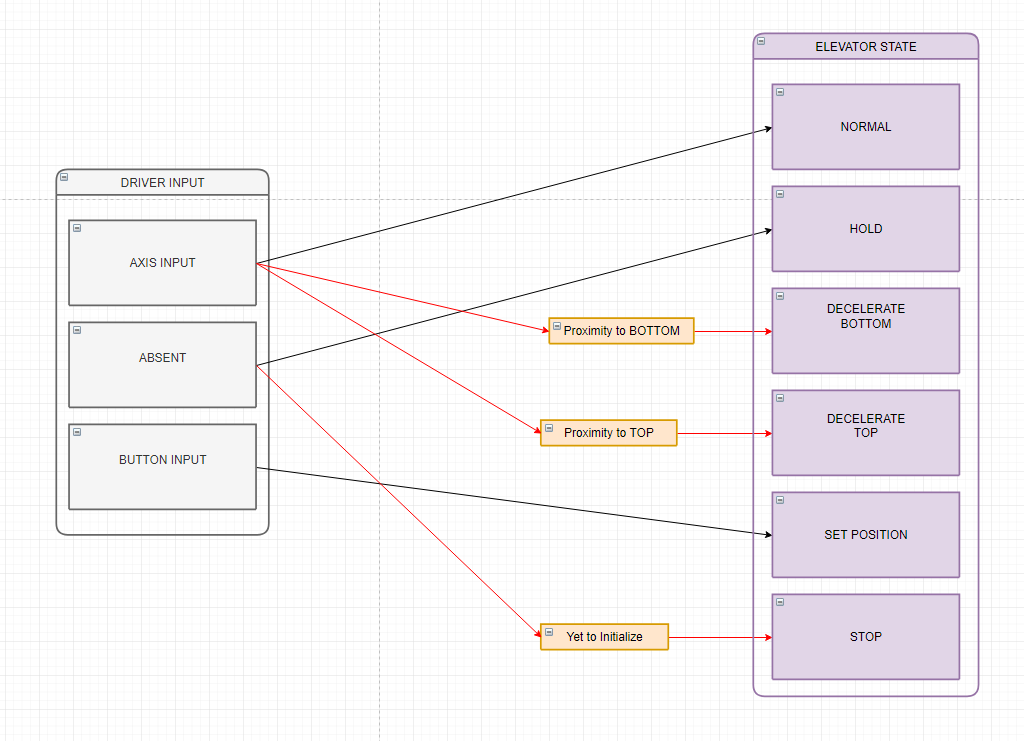 DRIVER INPUT
AXIS INPUT
ABSENT
BUTTON INPUT
Proximity to BOTTOM
Proximity to TOP
Yet to Initialize
ELEVATOR STATE
NORMAL
HOLD
DECELERATE
BOTTOM
DECELERATE
TOP
SET POSITION
STOP